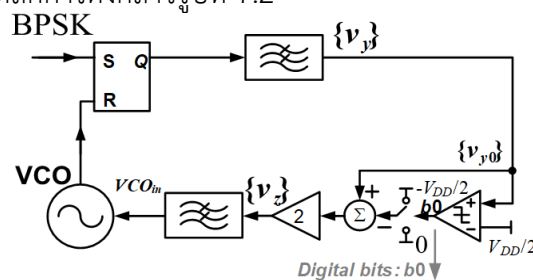 BPSK
{v_y}
S Q
R
{v_y0}
VCO
VCO_in
{v_z}
2
Σ
+
−
-V_DD/2
b0
0
+
−
V_DD/2
Digital bits: b0